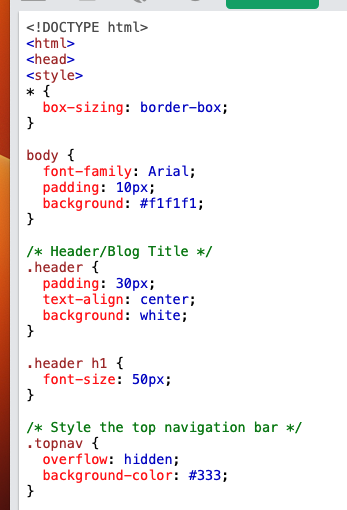 <!DOCTYPE html>
<html>
<head>
<style>
* {
  box-sizing: border-box;
}

body {
  font-family: Arial;
  padding: 10px;
  background: #f1f1f1;
}

/* Header/Blog Title */
.header {
  padding: 30px;
  text-align: center;
  background: white;
}

.header h1 {
  font-size: 50px;
}

/* Style the top navigation bar */
.topnav {
  overflow: hidden;
  background-color: #333;
}